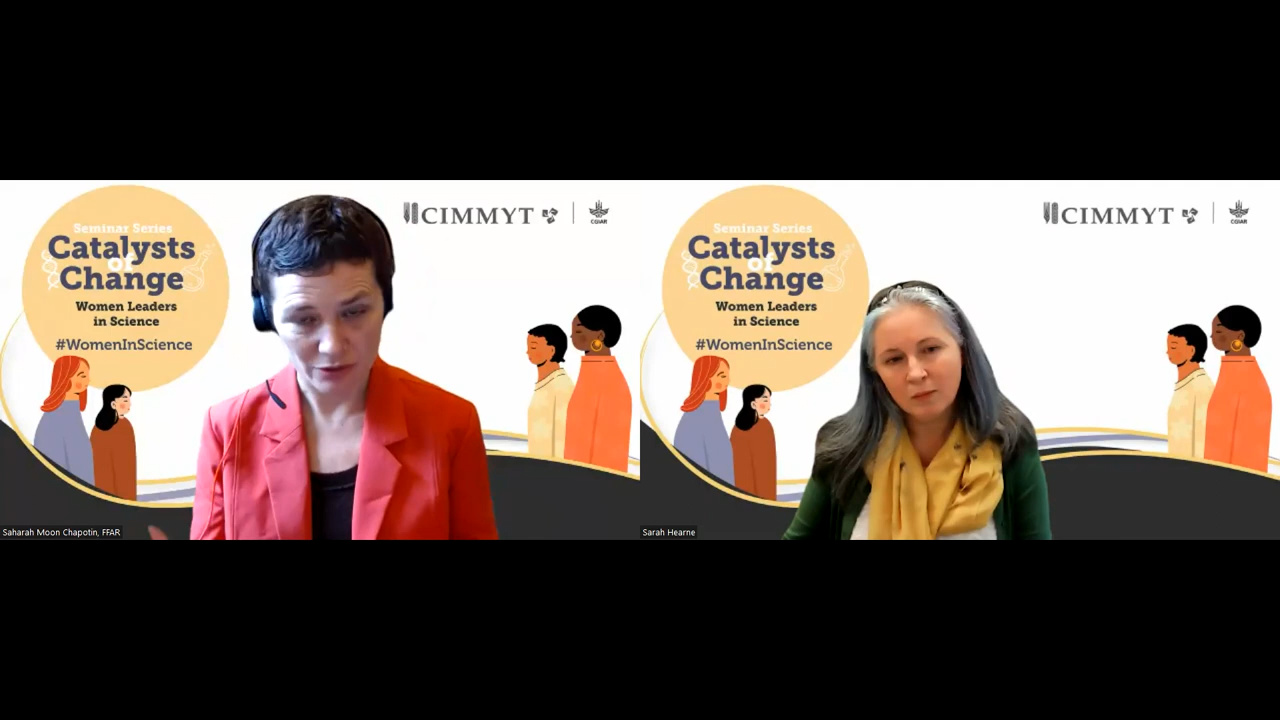 Seminar Series
Catalysts
of
Change
Women Leaders
in Science
#WomenInScience
CIMMYT
CGIAR
Saharah Moon Chapotin, FFAR
Seminar Series
Catalysts
of
Change
Women Leaders
in Science
#WomenInScience
CIMMYT
CGIAR
Sarah Hearne